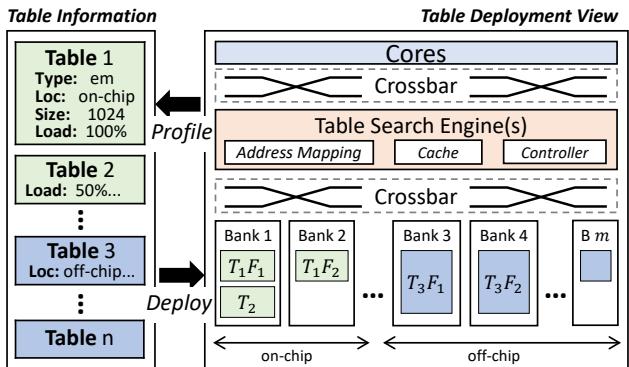 Table Information
Table Deployment View
Table 1
Type: em
Loc: on-chip
Size: 1024
Load: 100%
Table 2
Load: 50%...
⋮
Table 3
Loc: off-chip...
⋮
Table n
Profile
Deploy
Cores
Crossbar
Table Search Engine(s)
Address Mapping Cache Controller
Crossbar
Bank 1 Bank 2 Bank 3 Bank 4 B m
T₁F₁ T₁F₂ ... T₃F₁ T₃F₂ ...
T₂
on-chip off-chip